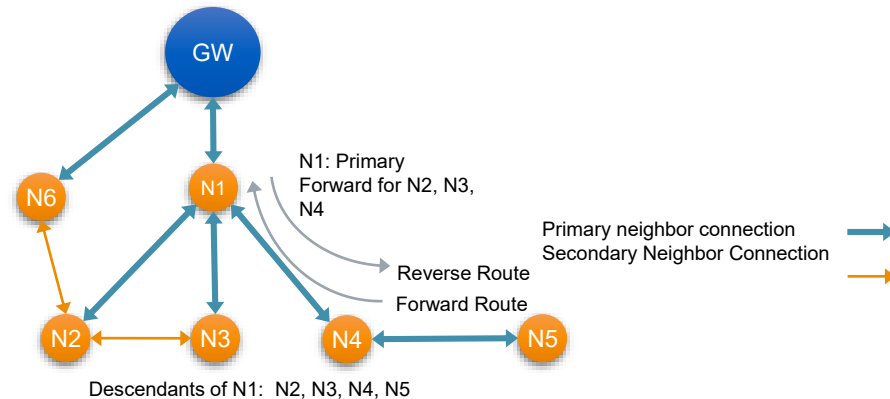 GW
N1: Primary
Forward for N2, N3,
N4
N6
N1
Primary neighbor connection
Secondary Neighbor Connection
Reverse Route
Forward Route
N2
N3
N4
N5
Descendants of N1:  N2, N3, N4, N5